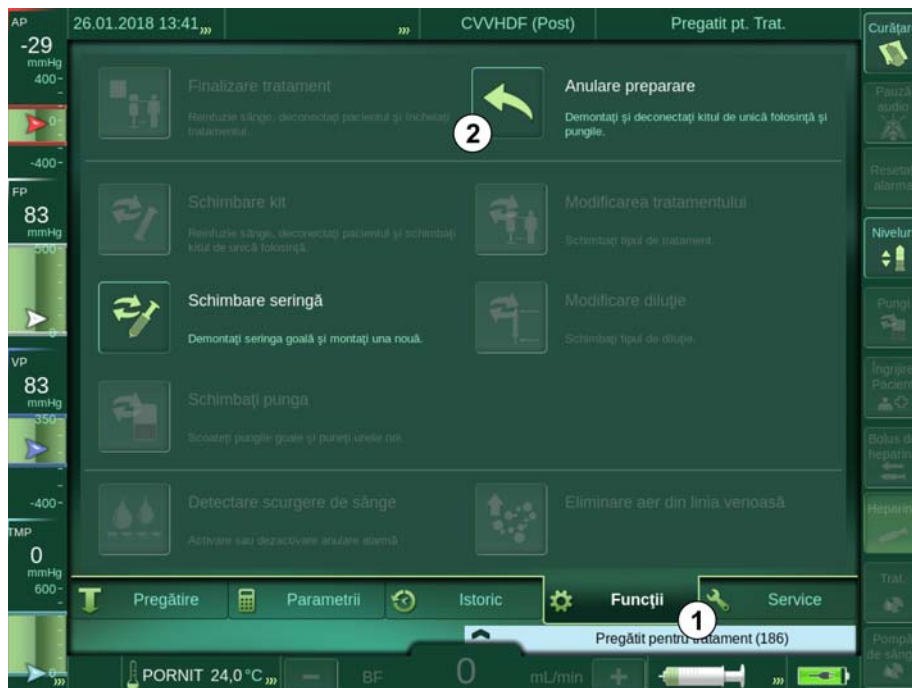 AP
-29
mmHg
400-
0-
-400-
FP
83
mmHg
500-
0-
VP
83
mmHg
350-
-400-
TMP
0
mmHg
600-
26.01.2018 13:41
CVVHDF (Post)
Pregatit pt. Trat.
Finalizare tratament
Reinfuzie sânge, deconectați pacientul și încheiați
tratamentul.
Anulare preparare
Demontați și deconectați kitul de unică folosință și
pungile.
2
Schimbare kit
Reinfuzie sânge, deconectați pacientul și schimbați
kitul de unică folosință.
Modificarea tratamentului
Schimbați tipul de tratament.
Schimbare seringă
Demontați seringa goală și montați una nouă.
Modificare diluție
Schimbați tipul de diluție.
Schimbați punga
Scoateți pungile goale și puneți unele noi.
Detectare scurgere de sânge
Activare sau dezactivare anulare alarmă
Eliminare aer din linia venoasă
Pregătire
Parametrii
Istoric
Funcții
Service
1
Pregătit pentru tratament (186)
PORNIT 24,0 °C
BF
0
mL/min
Curățar
Pauză
audio
Reseta
alarma
Nivelur
Pungi
Îngrijire
Pacient
Bolus d
heparin
Heparin
Trat.
Pompă
de sâng